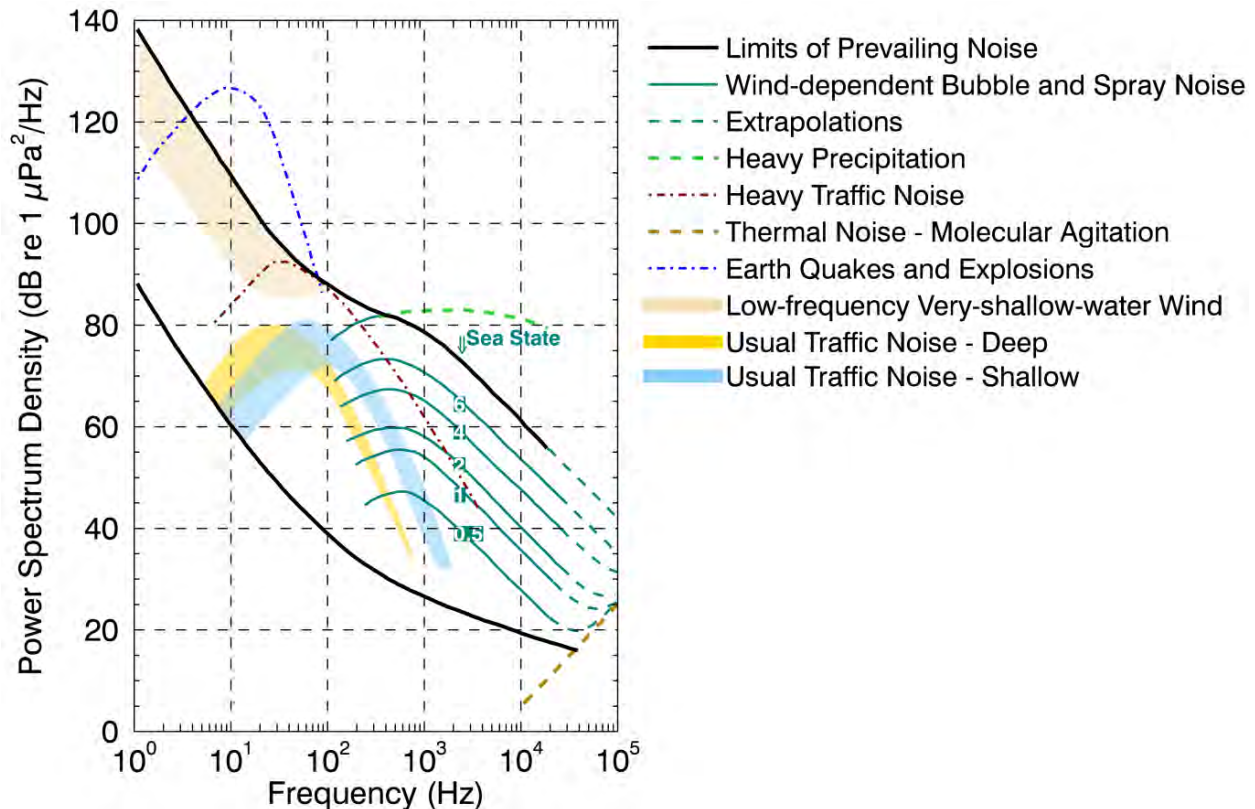 Power Spectrum Density (dB re 1 μPa²/Hz)
140
120
100
80
60
40
20
0
10⁰
10¹
10²
10³
10⁴
10⁵
Frequency (Hz)
⇓Sea State
6
4
2
1
0.5
Limits of Prevailing Noise
Wind-dependent Bubble and Spray Noise
Extrapolations
Heavy Precipitation
Heavy Traffic Noise
Thermal Noise - Molecular Agitation
Earth Quakes and Explosions
Low-frequency Very-shallow-water Wind
Usual Traffic Noise - Deep
Usual Traffic Noise - Shallow